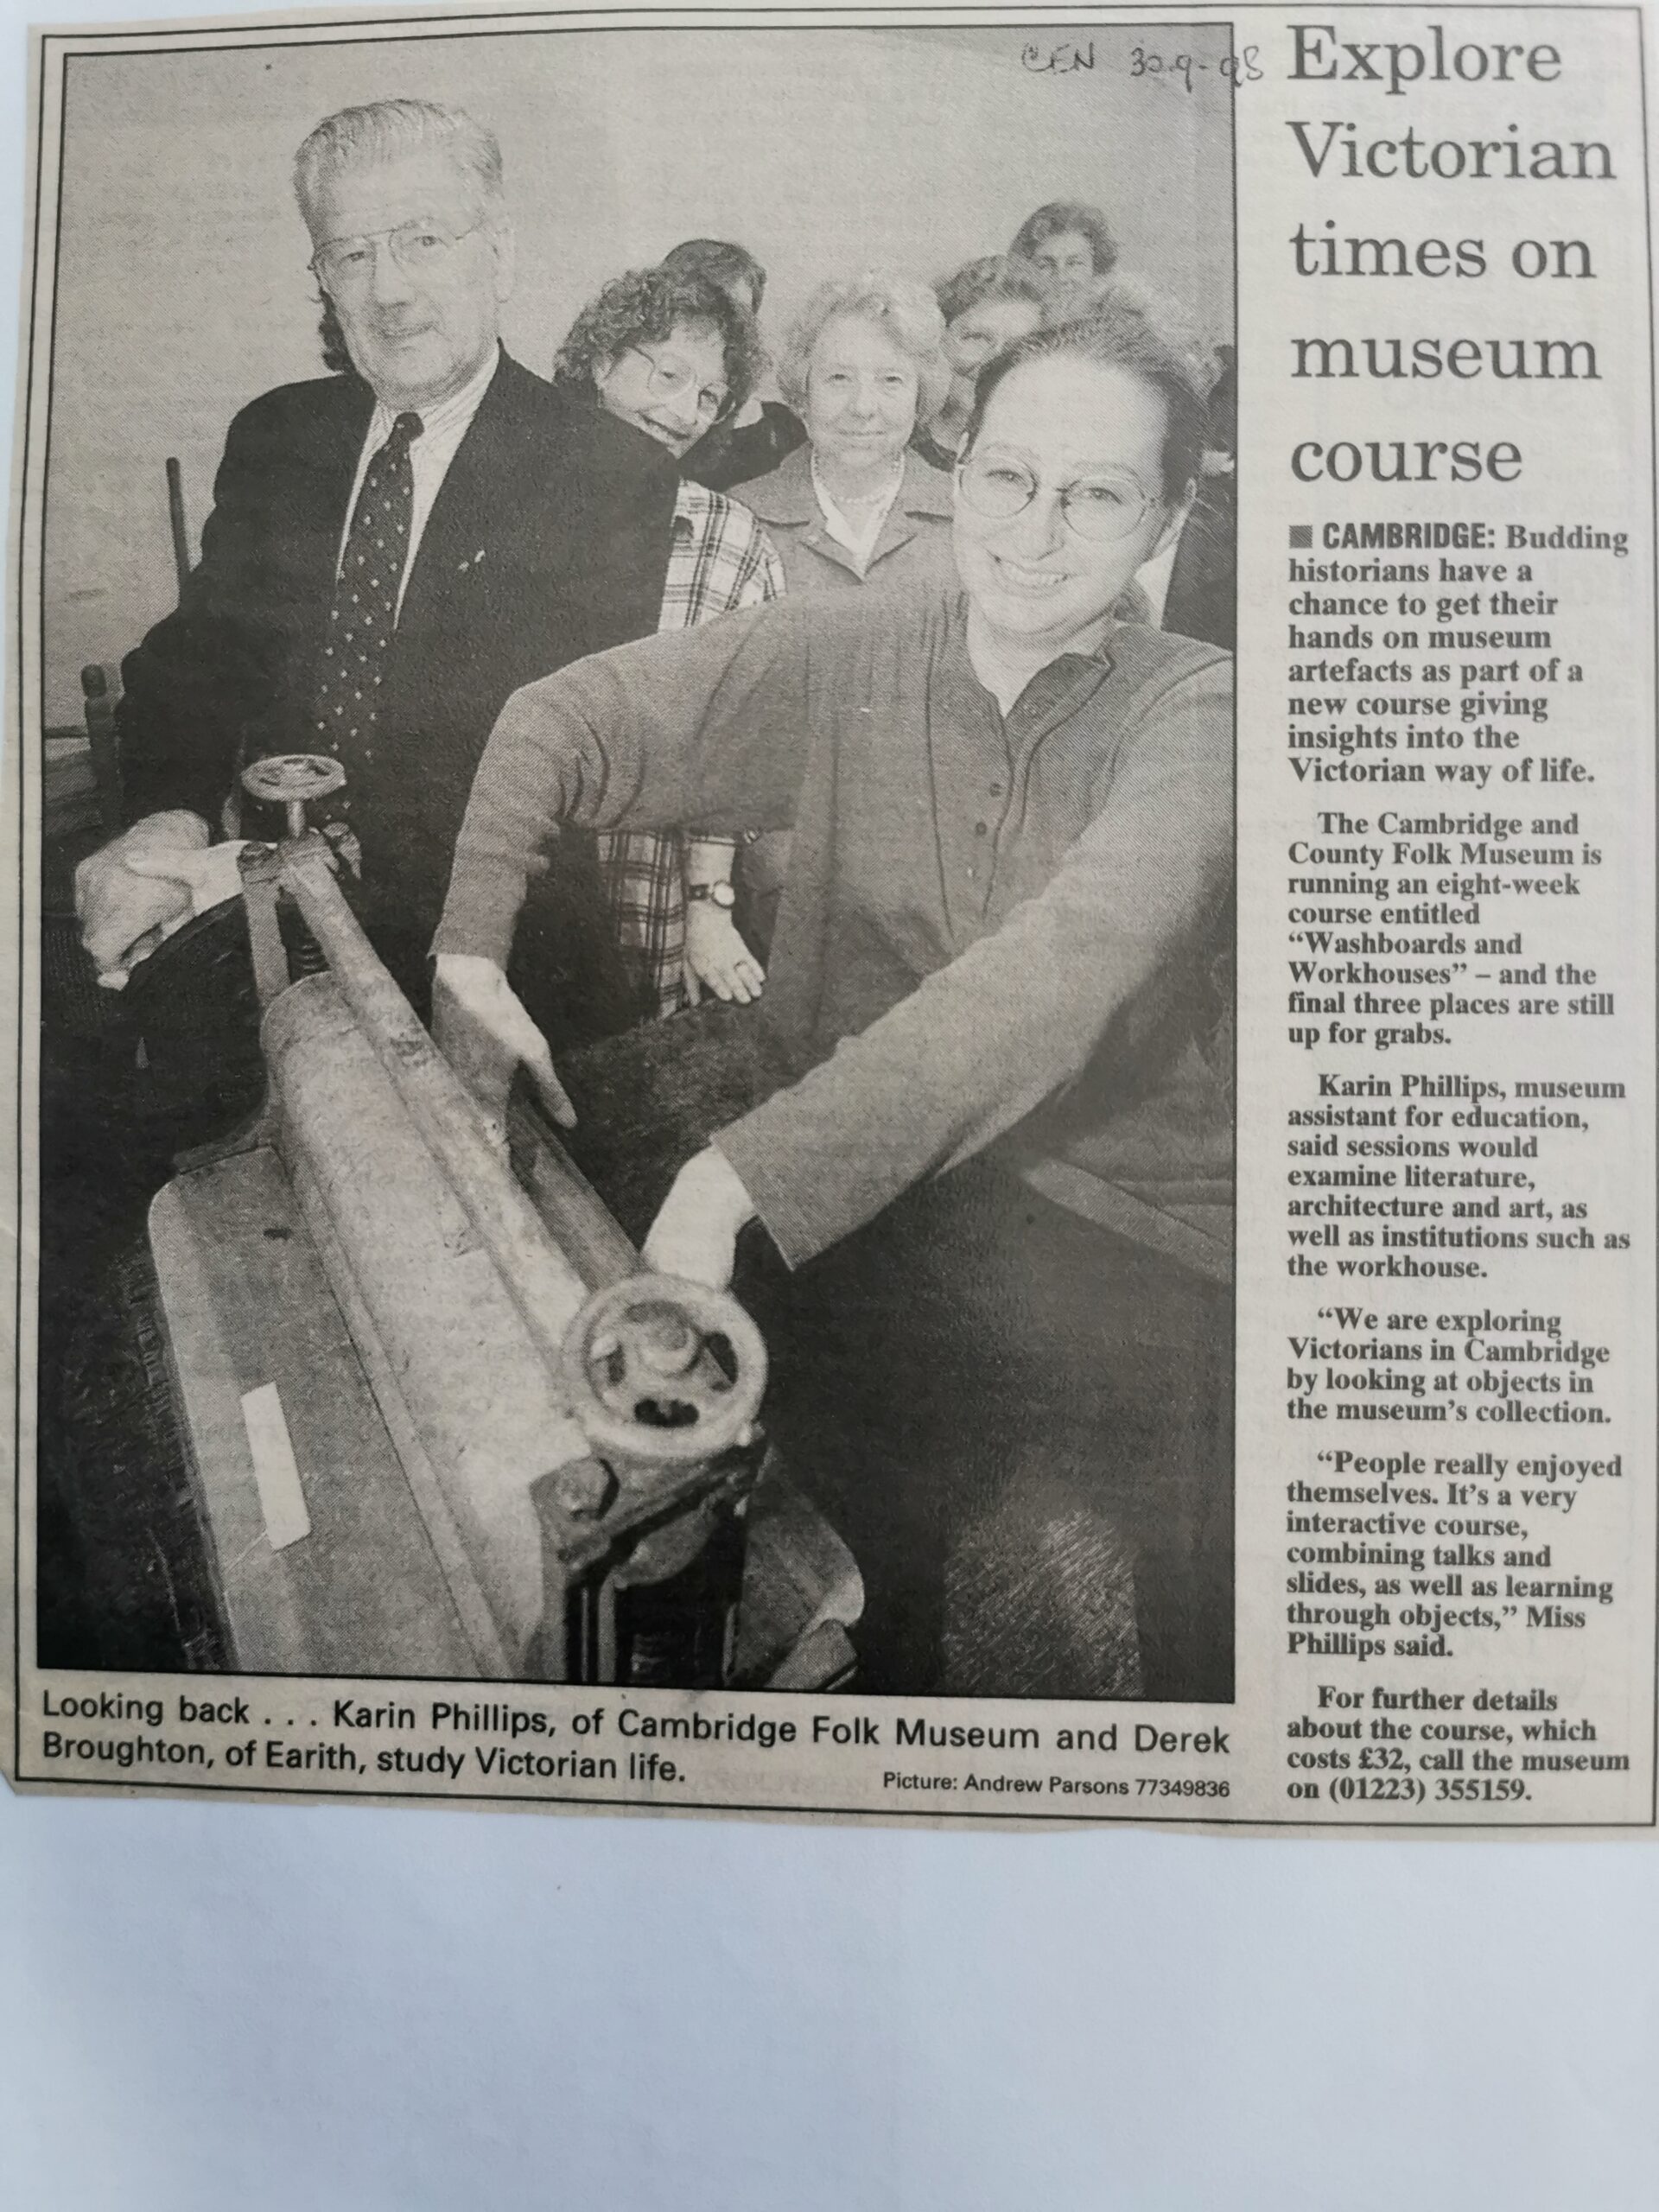 CEN 30.9-98
Explore
Victorian
times on
museum
course
■ CAMBRIDGE: Budding
historians have a
chance to get their
hands on museum
artefacts as part of a
new course giving
insights into the
Victorian way of life.
The Cambridge and
County Folk Museum is
running an eight-week
course entitled
“Washboards and
Workhouses” – and the
final three places are still
up for grabs.
Karin Phillips, museum
assistant for education,
said sessions would
examine literature,
architecture and art, as
well as institutions such as
the workhouse.
“We are exploring
Victorians in Cambridge
by looking at objects in
the museum’s collection.
“People really enjoyed
themselves. It’s a very
interactive course,
combining talks and
slides, as well as learning
through objects,” Miss
Phillips said.
For further details
about the course, which
costs £32, call the museum
on (01223) 355159.
Looking back . . . Karin Phillips, of Cambridge Folk Museum and Derek
Broughton, of Earith, study Victorian life.
Picture: Andrew Parsons 77349836